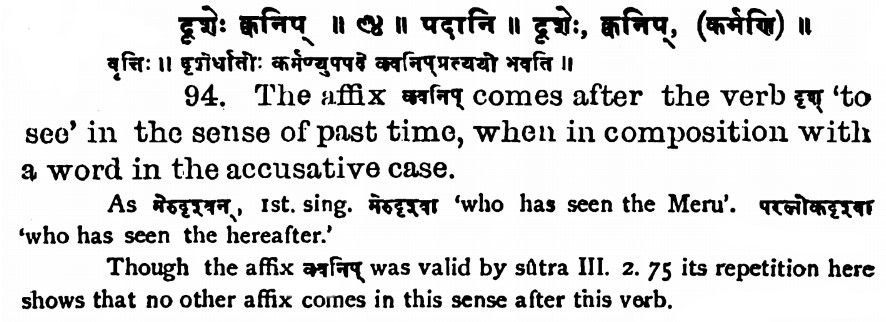 दृशेः क्वनिप् ॥ ९४ ॥ पदानि ॥ दृशेः, क्वनिप्, (कर्मणि) ॥
वृत्तिः ॥ दृशेर्धातोः कर्मण्युपपदे क्वनिप्प्रत्ययो भवति ॥
94. The affix क्वनिप् comes after the verb दृश् ‘to
see’ in the sense of past time, when in composition with
a word in the accusative case.
As मेरुदृश्वन्, 1st. sing. मेरुदृश्वा ‘who has seen the Meru’. परलोकदृश्वा
‘who has seen the hereafter.’
Though the affix क्वनिप् was valid by sûtra III. 2. 75 its repetition here
shows that no other affix comes in this sense after this verb.